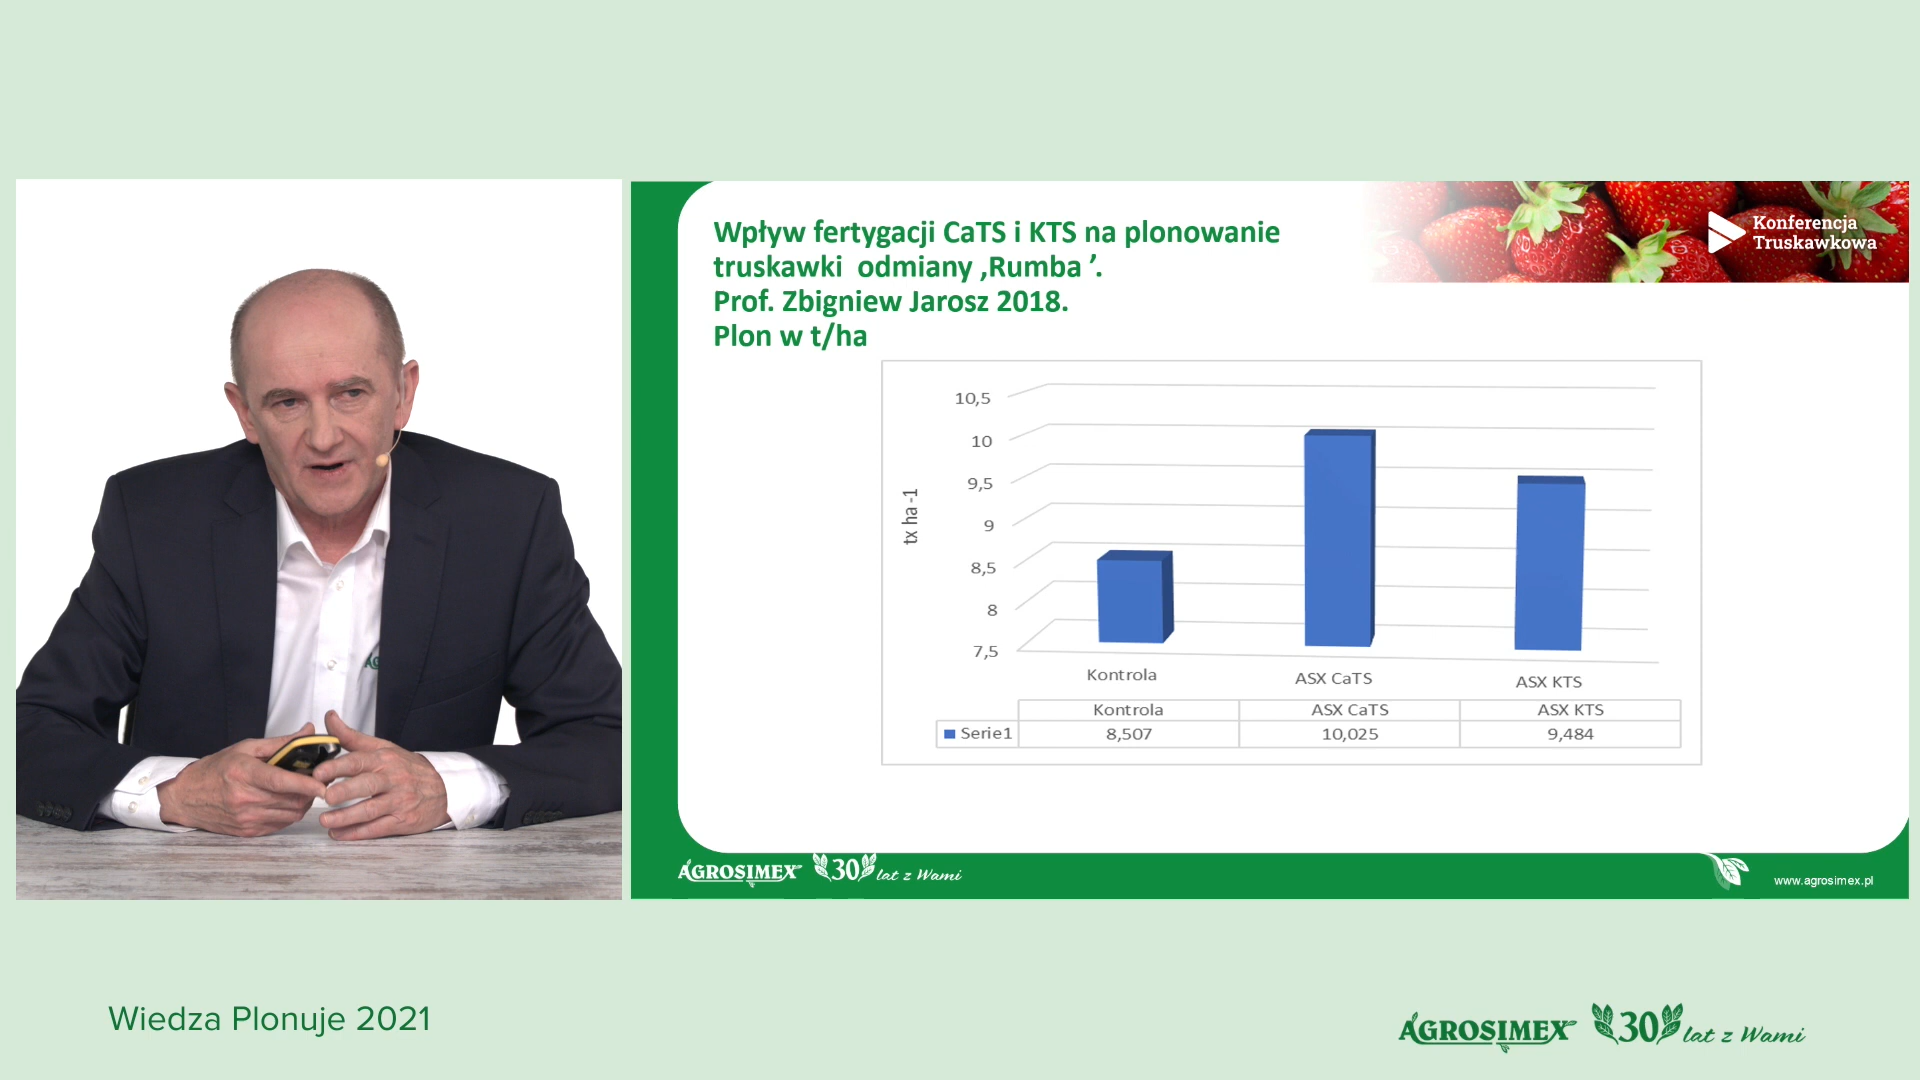 Wpływ fertygacji CaTS i KTS na plonowanie
truskawki odmiany ‚Rumba ’.
Prof. Zbigniew Jarosz 2018.
Plon w t/ha
Konferencja
Truskawkowa
tx ha -1
10,5
10
9,5
9
8,5
8
7,5
Kontrola
ASX CaTS
ASX KTS
Kontrola ASX CaTS ASX KTS
Serie1 8,507 10,025 9,484
AGROSIMEX 30 lat z Wami
www.agrosimex.pl
Wiedza Plonuje 2021
AGROSIMEX 30 lat z Wami